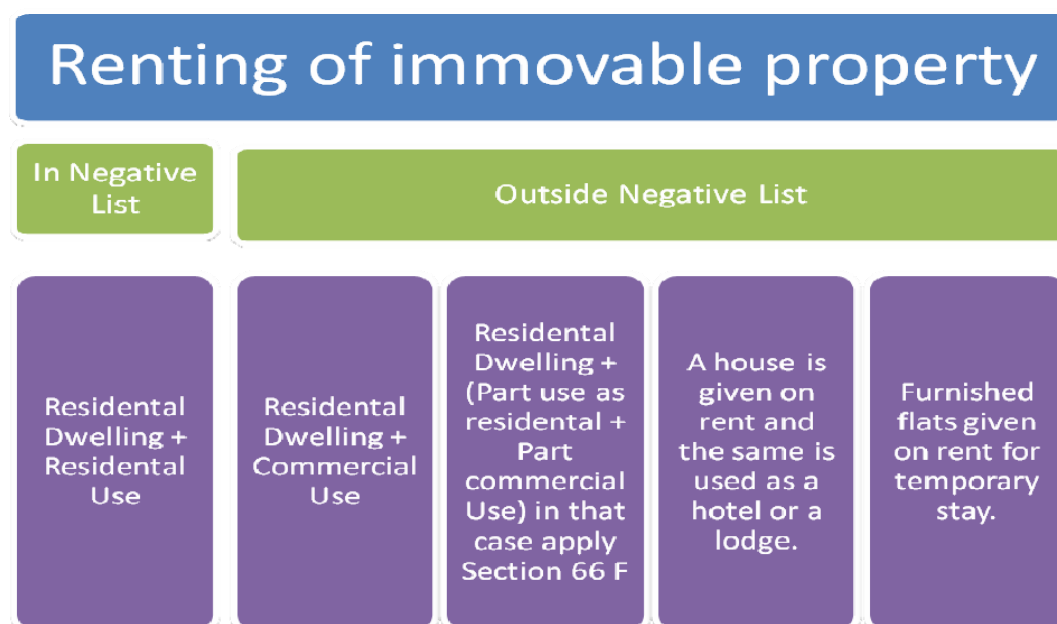 Renting of immovable property
In Negative
List
Outside Negative List
Residental
Dwelling +
Residental
Use
Residental
Dwelling +
Commercial
Use
Residental
Dwelling +
(Part use as
residental +
Part
commercial
Use) in that
case apply
Section 66 F
A house is
given on
rent and
the same is
used as a
hotel or a
lodge.
Furnished
flats given
on rent for
temporary
stay.